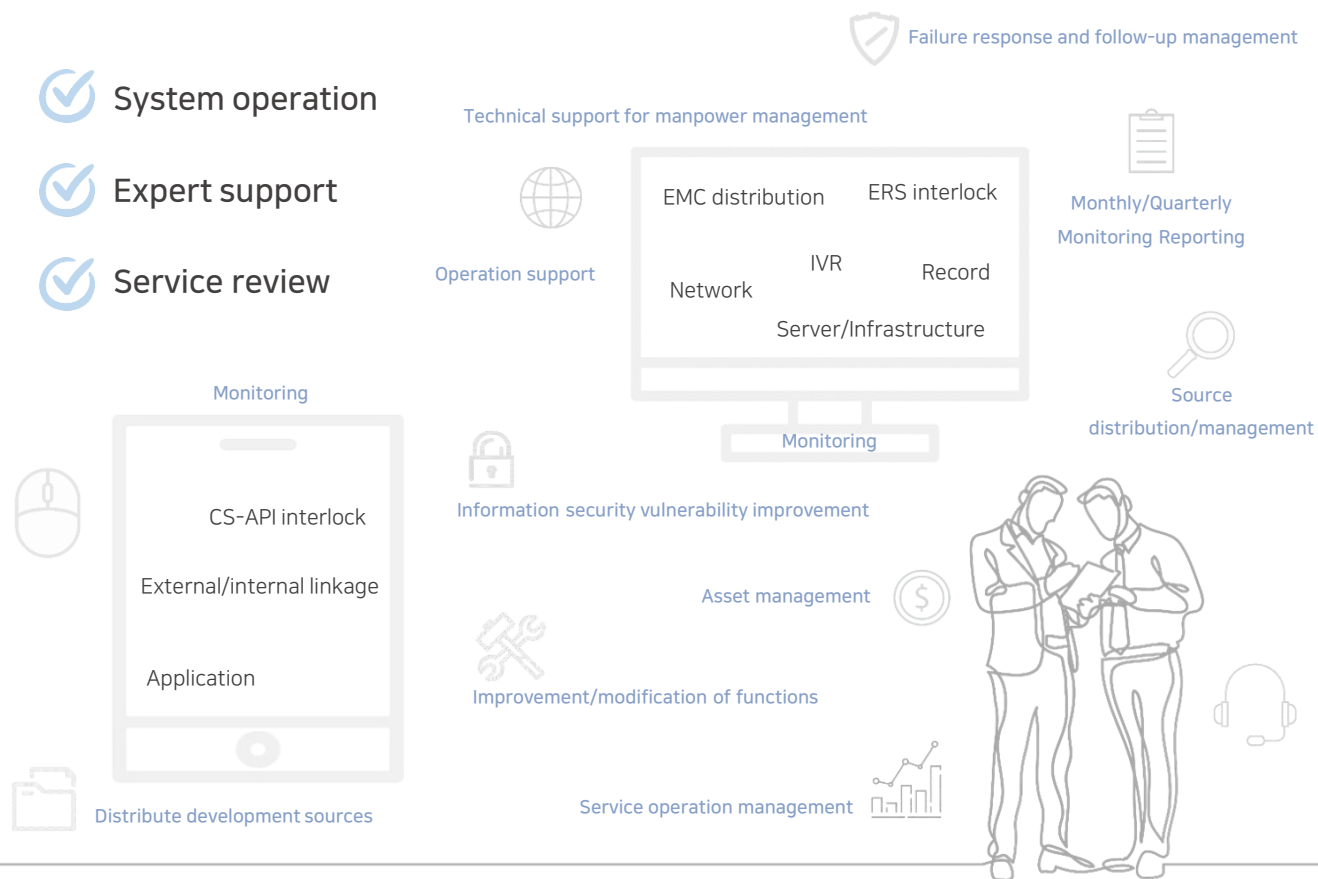 Failure response and follow-up management
System operation
Expert support
Service review
Technical support for manpower management
Operation support
EMC distribution
ERS interlock
IVR
Record
Network
Server/Infrastructure
Monitoring
Monthly/Quarterly
Monitoring Reporting
Source
distribution/management
Monitoring
CS-API interlock
External/internal linkage
Application
Information security vulnerability improvement
Asset management
$
Improvement/modification of functions
Service operation management
Distribute development sources